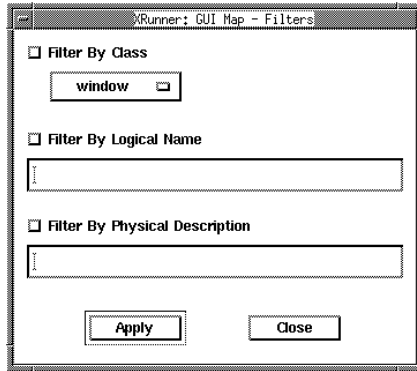 XRunner: GUI Map - Filters
Filter By Class
window
Filter By Logical Name
Filter By Physical Description
Apply
Close